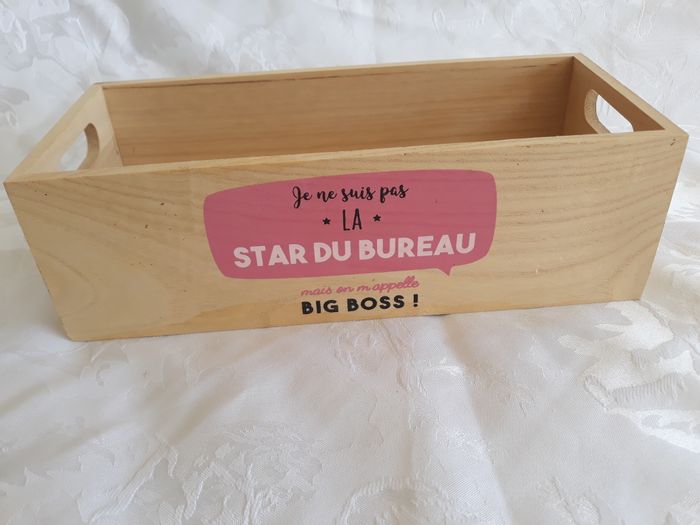 Je ne suis pas
* LA *
STAR DU BUREAU
mais on m'appelle
BIG BOSS !